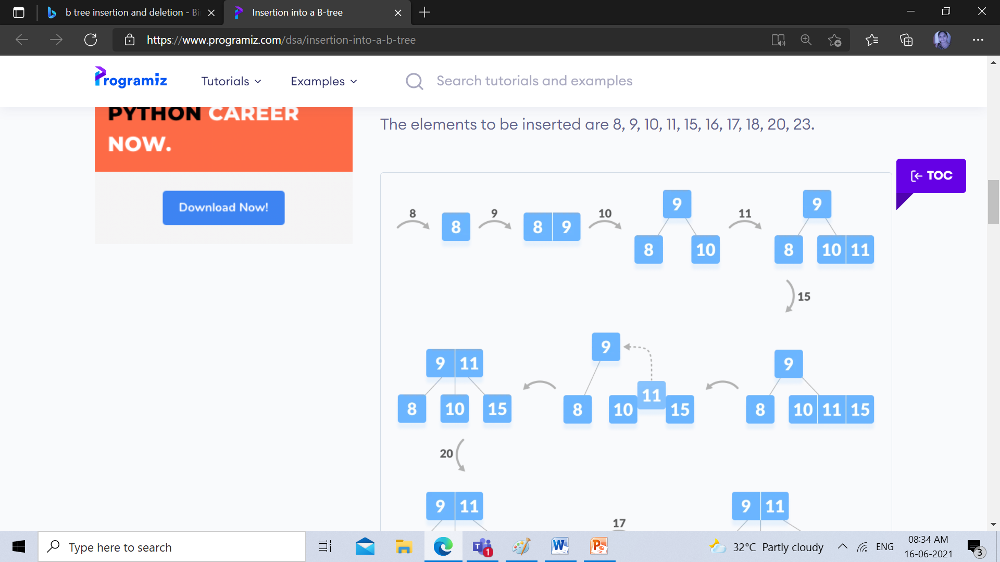 b tree insertion and deletion - Bi
Insertion into a B-tree
https://www.programiz.com/dsa/insertion-into-a-b-tree
Programiz
Tutorials
Examples
Search tutorials and examples
PYTHON CAREER
NOW.
Download Now!
The elements to be inserted are 8, 9, 10, 11, 15, 16, 17, 18, 20, 23.
TOC
8
8
9
8 9
10
9
8 10
11
9
8 10 11
15
9
8 10 11 15
9
8 10 11 15
9 11
8 10 15
20
9 11
17
9 11
Type here to search
1
32°C Partly cloudy
ENG
08:34 AM
16-06-2021
3